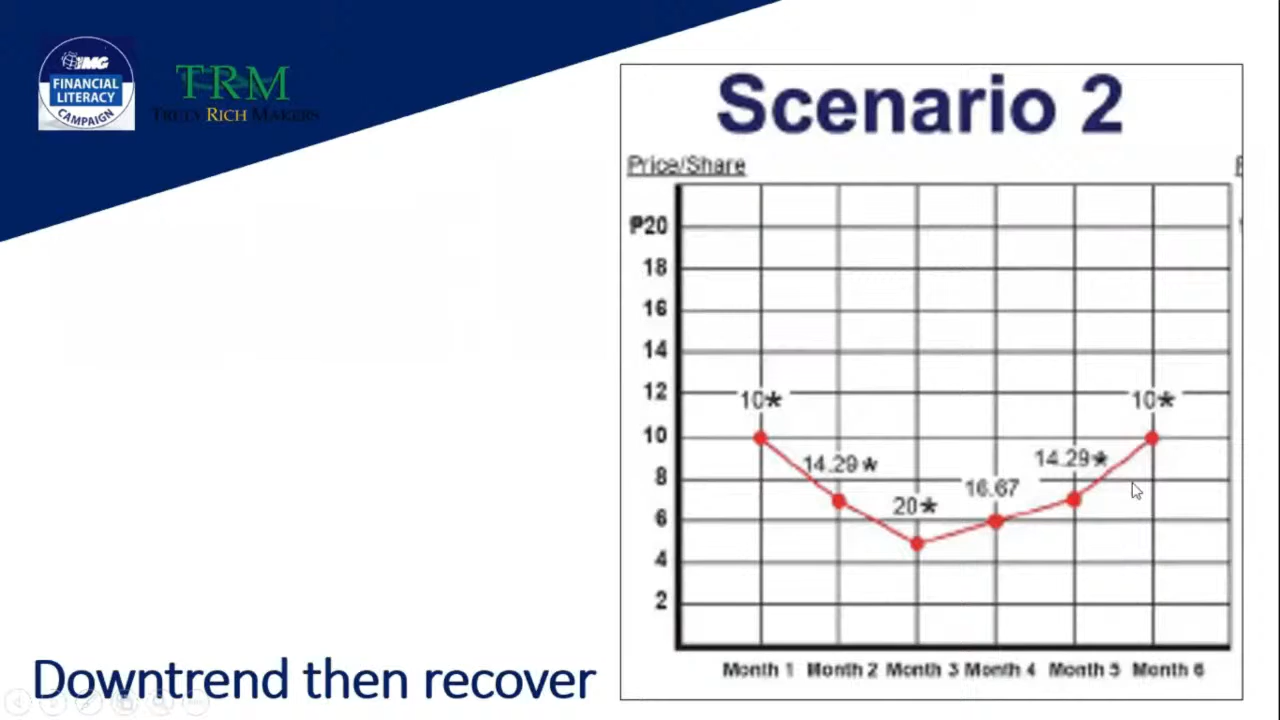 IMG
FINANCIAL
LITERACY
CAMPAIGN
TRM
TRULY RICH MAKERS
Scenario 2
Price/Share
₱20
18
16
14
12
10
8
6
4
2
10*
14.29*
20*
16.67
14.29*
10*
Month 1 Month 2 Month 3 Month 4 Month 5 Month 6
Downtrend then recover